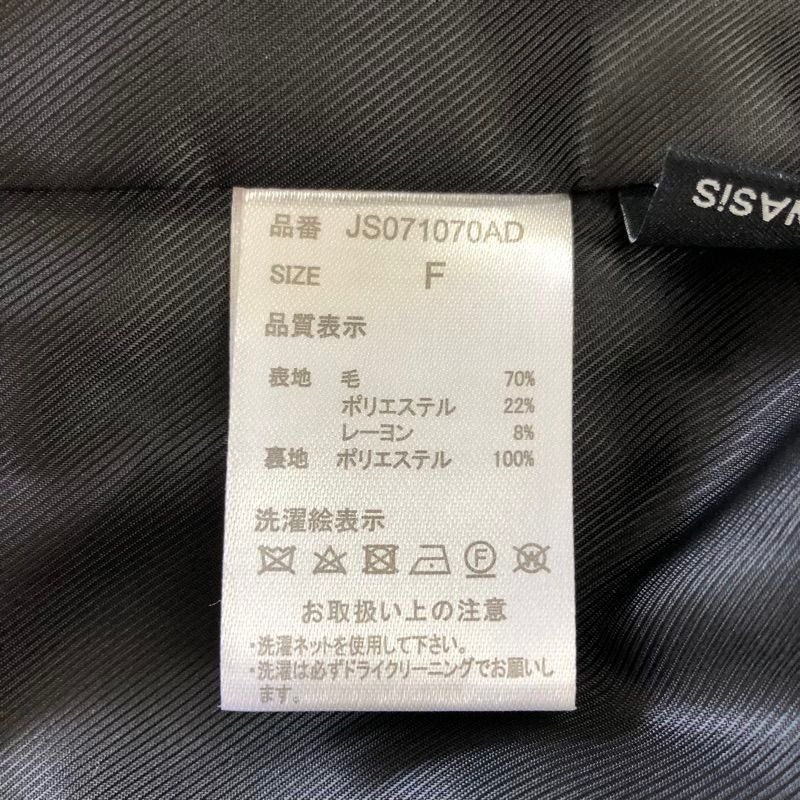 品番 JS071070AD
SIZE F
品質表示
表地 毛 70%
ポリエステル 22%
レーヨン 8%
裏地 ポリエステル 100%
洗濯絵表示
F W
お取扱い上の注意
・洗濯ネットを使用して下さい。
・洗濯は必ずドライクリーニングでお願いし
ます。